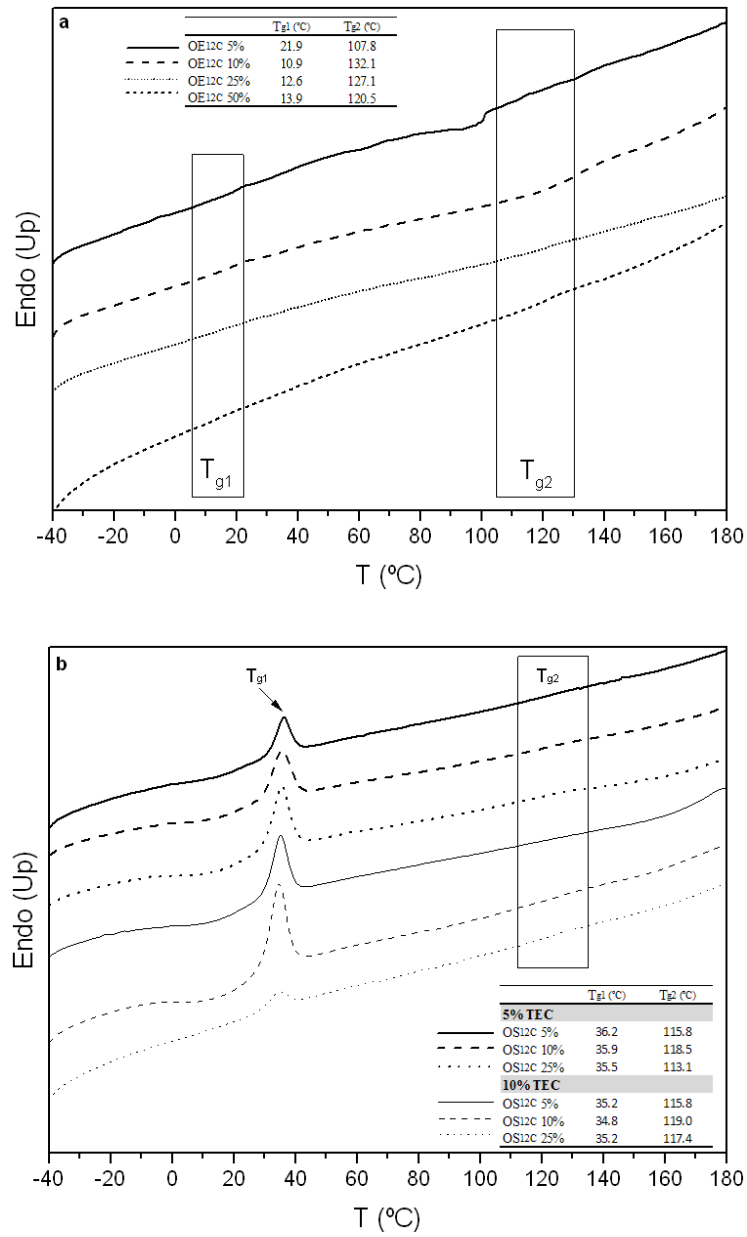 a
Tg1 (ºC) Tg2 (ºC)
OE12C 5% 21.9 107.8
OE12C 10% 10.9 132.1
OE12C 25% 12.6 127.1
OE12C 50% 13.9 120.5
Endo (Up)
Tg1
Tg2
-40 -20 0 20 40 60 80 100 120 140 160 180
T (ºC)
b
Tg1
Tg2
Endo (Up)
Tg1 (ºC) Tg2 (ºC)
5% TEC
OS12C 5% 36.2 115.8
OS12C 10% 35.9 118.5
OS12C 25% 35.5 113.1
10% TEC
OS12C 5% 35.2 115.8
OS12C 10% 34.8 119.0
OS12C 25% 35.2 117.4
-40 -20 0 20 40 60 80 100 120 140 160 180
T (ºC)